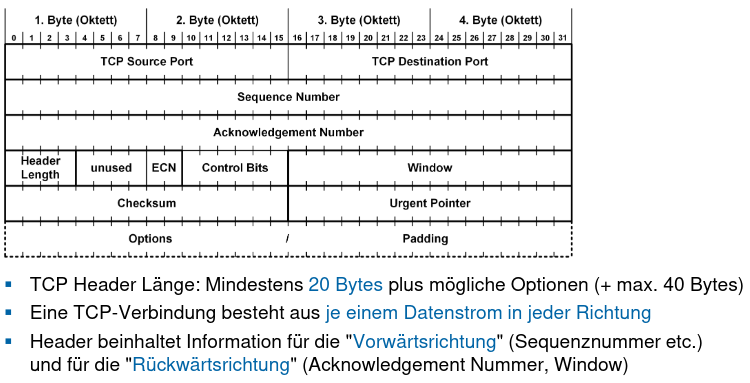 1. Byte (Oktett) 2. Byte (Oktett) 3. Byte (Oktett) 4. Byte (Oktett)
0 1 2 3 4 5 6 7 8 9 10 11 12 13 14 15 16 17 18 19 20 21 22 23 24 25 26 27 28 29 30 31
TCP Source Port TCP Destination Port
Sequence Number
Acknowledgement Number
Header Length unused ECN Control Bits Window
Checksum Urgent Pointer
Options / Padding
▪ TCP Header Länge: Mindestens 20 Bytes plus mögliche Optionen (+ max. 40 Bytes)
▪ Eine TCP-Verbindung besteht aus je einem Datenstrom in jeder Richtung
▪ Header beinhaltet Information für die "Vorwärtsrichtung" (Sequenznummer etc.)
und für die "Rückwärtsrichtung" (Acknowledgement Nummer, Window)